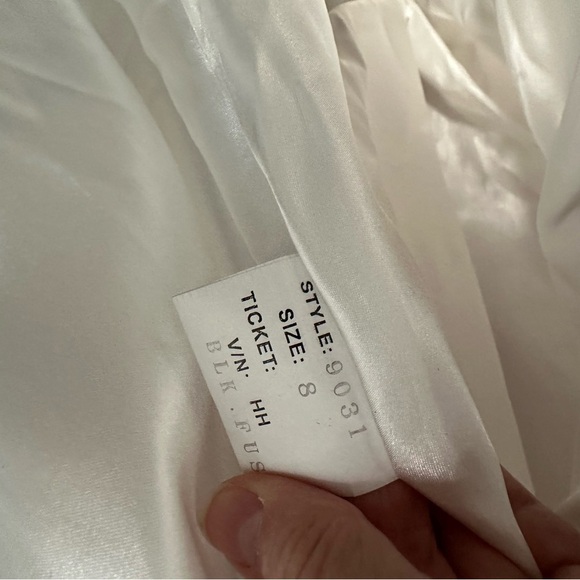 STYLE: 9031
SIZE: 8
TICKET:
V/N: HH
BLK.FUS